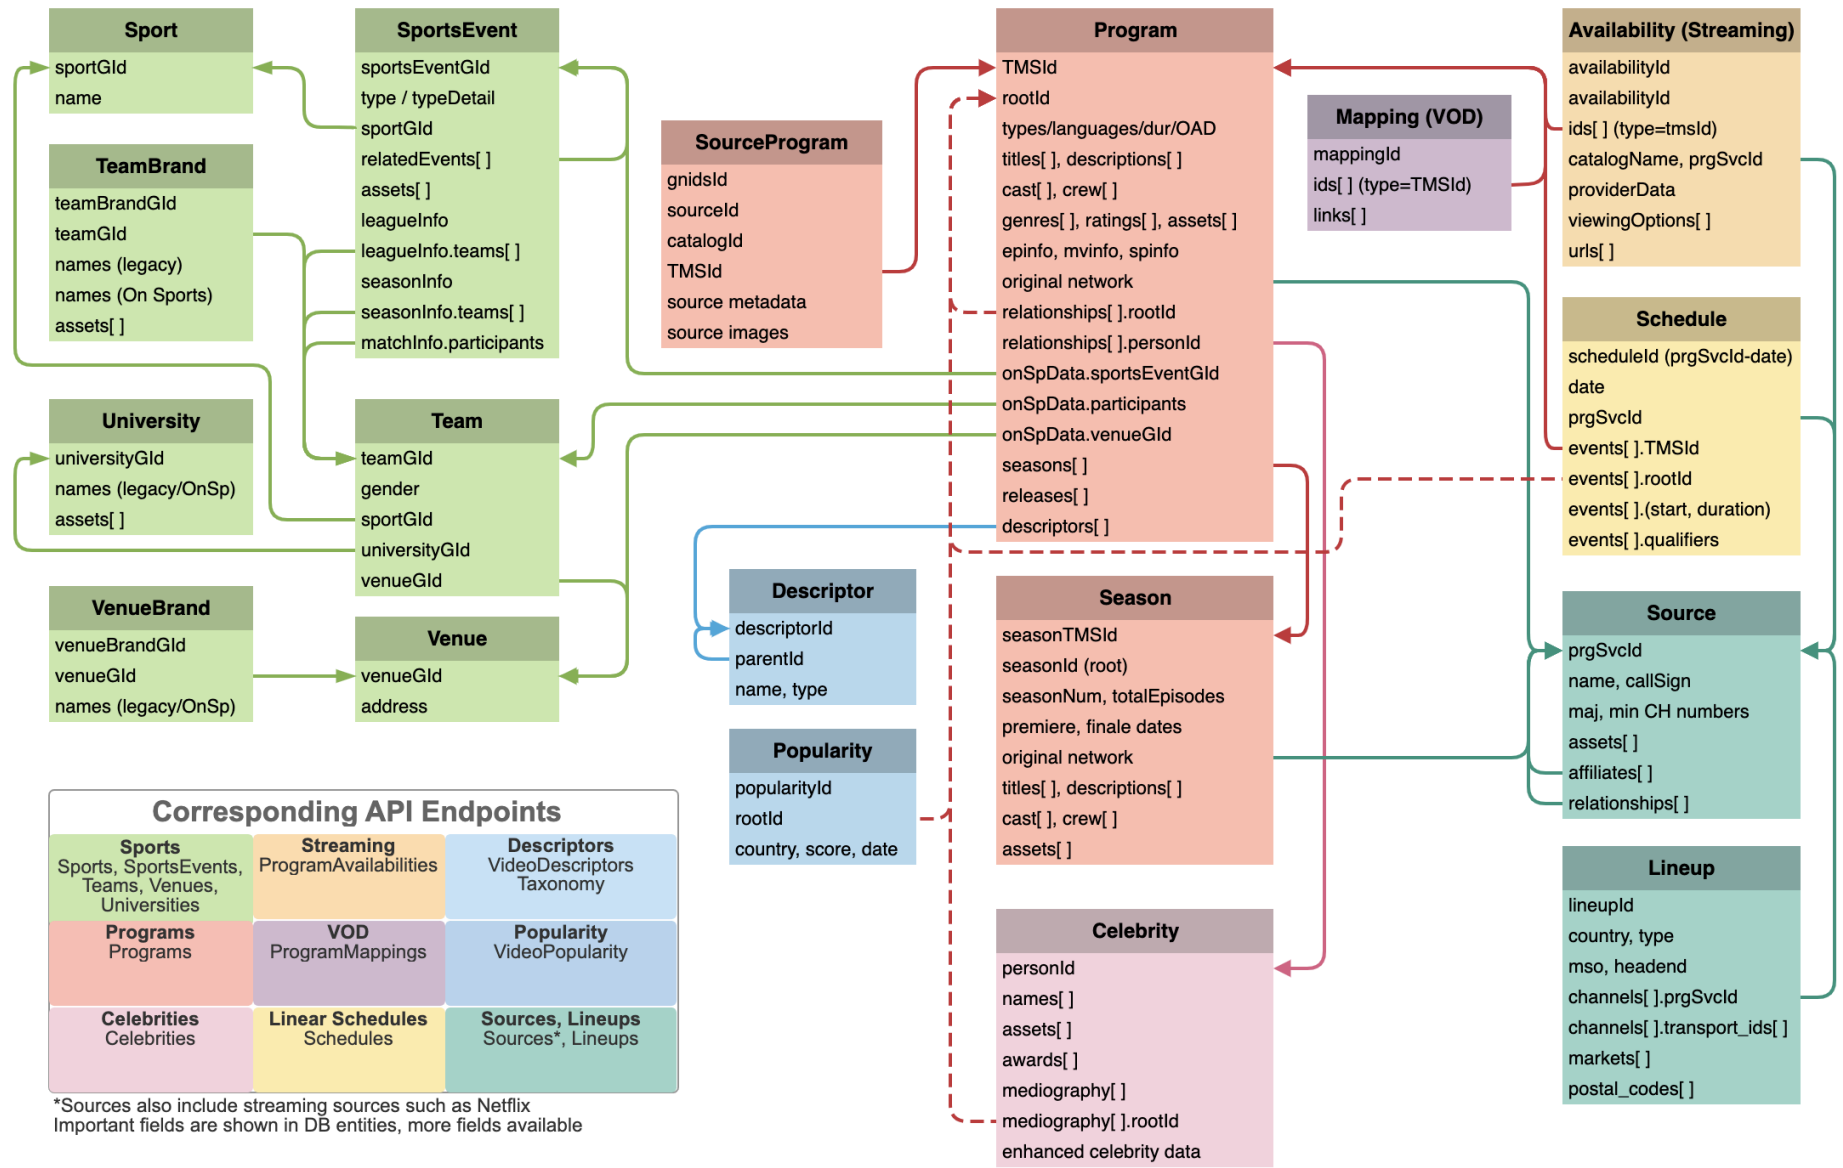 Sport
sportGId
name
TeamBrand
teamBrandGId
teamGId
names (legacy)
names (On Sports)
assets[ ]
University
universityGId
names (legacy/OnSp)
assets[ ]
VenueBrand
venueBrandGId
venueGId
names (legacy/OnSp)
SportsEvent
sportsEventGId
type / typeDetail
sportGId
relatedEvents[ ]
assets[ ]
leagueInfo
leagueInfo.teams[ ]
seasonInfo
seasonInfo.teams[ ]
matchInfo.participants
Team
teamGId
gender
sportGId
universityGId
venueGId
Venue
venueGId
address
SourceProgram
gnidsId
sourceId
catalogId
TMSId
source metadata
source images
Descriptor
descriptorId
parentId
name, type
Popularity
popularityId
rootId
country, score, date
Program
TMSId
rootId
types/languages/dur/OAD
titles[ ], descriptions[ ]
cast[ ], crew[ ]
genres[ ], ratings[ ], assets[ ]
epinfo, mvinfo, spinfo
original network
relationships[ ].rootId
relationships[ ].personId
onSpData.sportsEventGId
onSpData.participants
onSpData.venueGId
seasons[ ]
releases[ ]
descriptors[ ]
Season
seasonTMSId
seasonId (root)
seasonNum, totalEpisodes
premiere, finale dates
original network
titles[ ], descriptions[ ]
cast[ ], crew[ ]
assets[ ]
Celebrity
personId
names[ ]
assets[ ]
awards[ ]
mediography[ ]
mediography[ ].rootId
enhanced celebrity data
Mapping (VOD)
mappingId
ids[ ] (type=TMSId)
links[ ]
Availability (Streaming)
availabilityId
availabilityId
ids[ ] (type=tmsId)
catalogName, prgSvcId
providerData
viewingOptions[ ]
urls[ ]
Schedule
scheduleId (prgSvcId-date)
date
prgSvcId
events[ ].TMSId
events[ ].rootId
events[ ].(start, duration)
events[ ].qualifiers
Source
prgSvcId
name, callSign
maj, min CH numbers
assets[ ]
affiliates[ ]
relationships[ ]
Lineup
lineupId
country, type
mso, headend
channels[ ].prgSvcId
channels[ ].transport_ids[ ]
markets[ ]
postal_codes[ ]
Corresponding API Endpoints
Sports
Sports, SportsEvents,
Teams, Venues,
Universities
Streaming
ProgramAvailabilities
Descriptors
VideoDescriptors
Taxonomy
Programs
Programs
VOD
ProgramMappings
Popularity
VideoPopularity
Celebrities
Celebrities
Linear Schedules
Schedules
Sources, Lineups
Sources*, Lineups
*Sources also include streaming sources such as Netflix
Important fields are shown in DB entities, more fields available